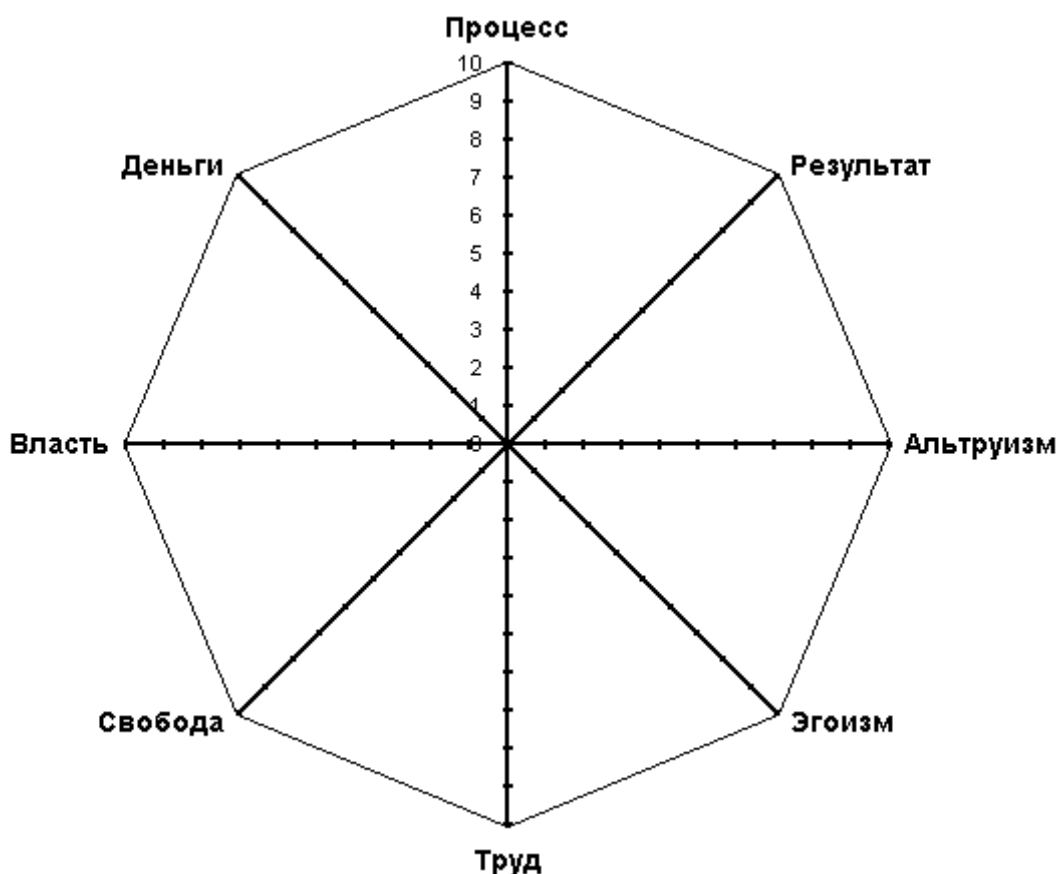 Процесс
10
9
8
Деньги
Результат
7
6
5
4
3
2
1
Власть
0
Альтруизм
Свобода
Эгоизм
Труд